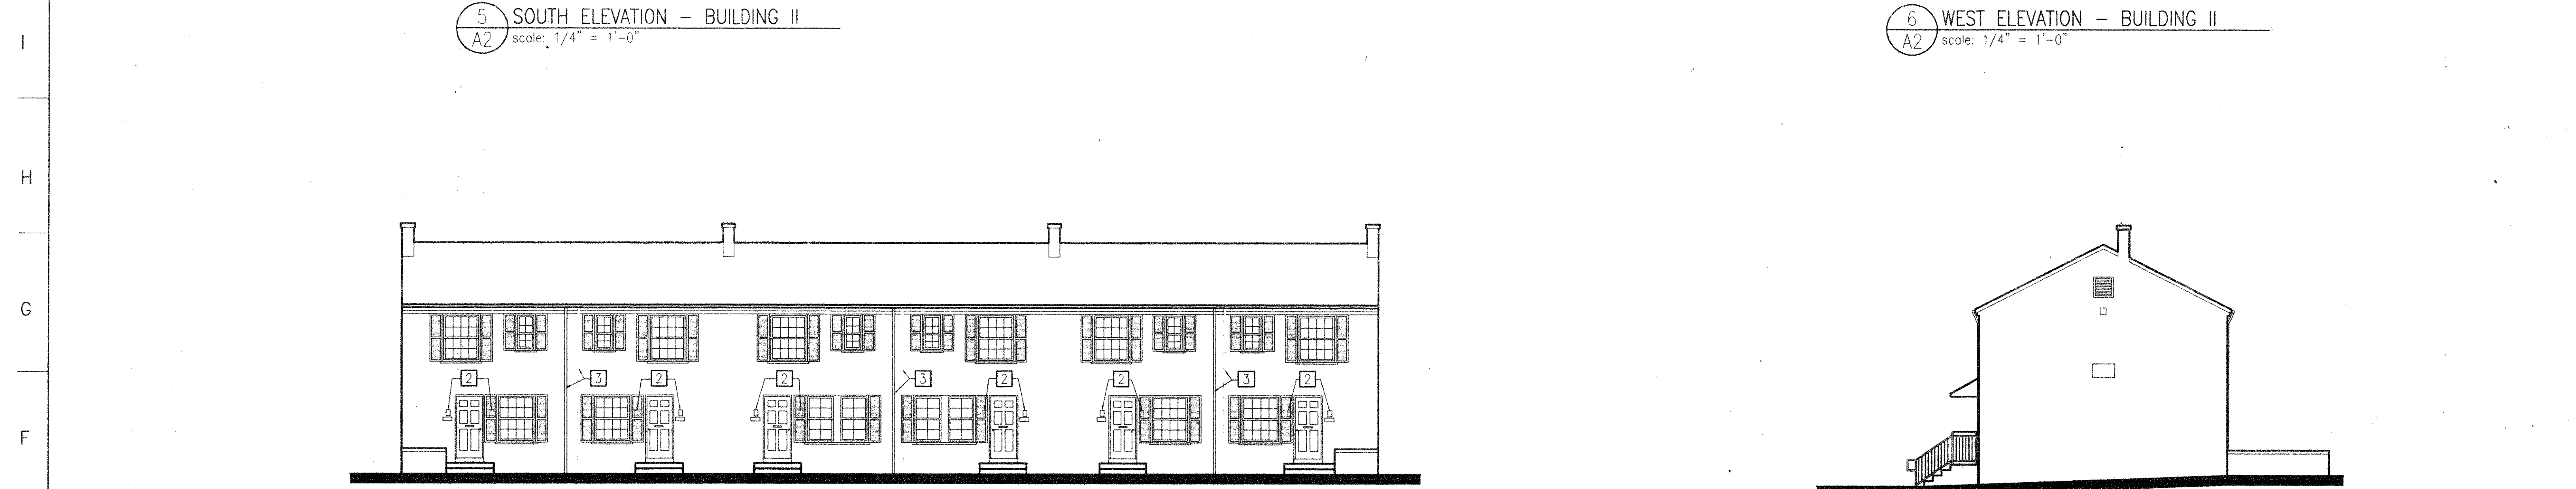 5 SOUTH ELEVATION – BUILDING II
A2 scale: 1/4" = 1'-0"
6 WEST ELEVATION – BUILDING II
A2 scale: 1/4" = 1'-0"
I
H
G
F
2 3 2 2 3 2 2 3 2